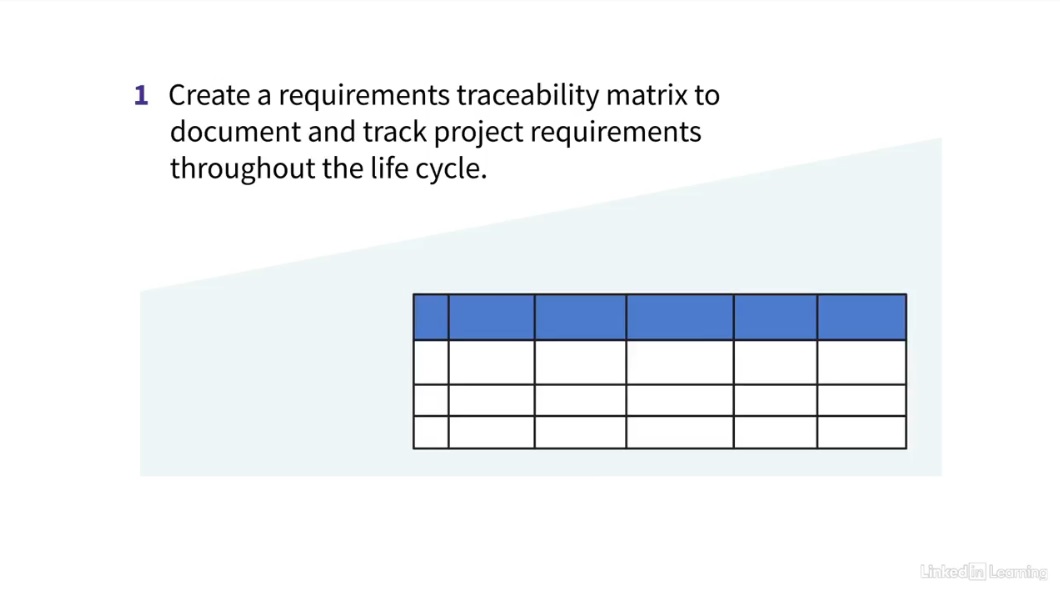 1 Create a requirements traceability matrix to
document and track project requirements
throughout the life cycle.
Linked in Learning